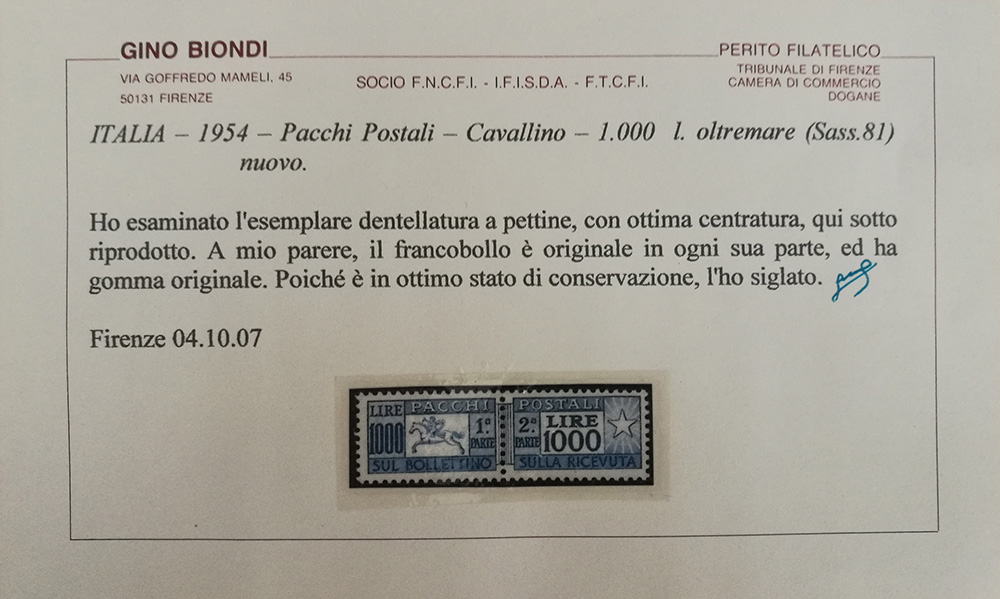 GINO BIONDI
PERITO FILATELICO
VIA GOFFREDO MAMELI, 45
50131 FIRENZE
SOCIO F.N.C.F.I. - I.F.I.S.D.A. - F.T.C.F.I.
TRIBUNALE DI FIRENZE
CAMERA DI COMMERCIO
DOGANE
ITALIA – 1954 – Pacchi Postali – Cavallino – 1.000 l. oltremare (Sass.81)
nuovo.
Ho esaminato l'esemplare dentellatura a pettine, con ottima centratura, qui sotto
riprodotto. A mio parere, il francobollo è originale in ogni sua parte, ed ha
gomma originale. Poiché è in ottimo stato di conservazione, l'ho siglato.
Firenze 04.10.07
LIRE PACCHI
1000 1ª PARTE
SUL BOLLETTINO
POSTALI
2ª PARTE LIRE 1000
SULLA RICEVUTA